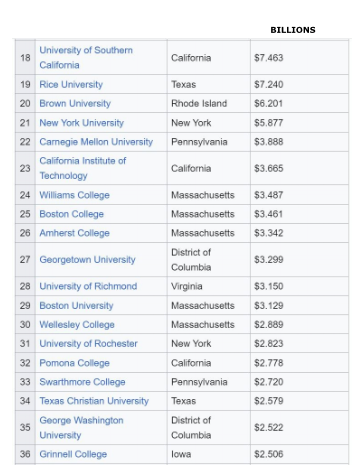 BILLIONS
18 University of Southern California California $7.463
19 Rice University Texas $7.240
20 Brown University Rhode Island $6.201
21 New York University New York $5.877
22 Carnegie Mellon University Pennsylvania $3.888
23 California Institute of Technology California $3.665
24 Williams College Massachusetts $3.487
25 Boston College Massachusetts $3.461
26 Amherst College Massachusetts $3.342
27 Georgetown University District of Columbia $3.299
28 University of Richmond Virginia $3.150
29 Boston University Massachusetts $3.129
30 Wellesley College Massachusetts $2.889
31 University of Rochester New York $2.823
32 Pomona College California $2.778
33 Swarthmore College Pennsylvania $2.720
34 Texas Christian University Texas $2.579
35 George Washington University District of Columbia $2.522
36 Grinnell College Iowa $2.506